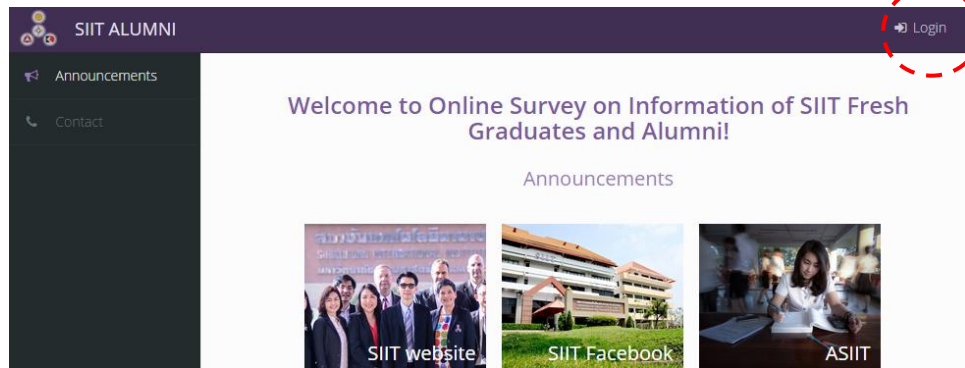 SIIT ALUMNI
Login
Announcements
Contact
Welcome to Online Survey on Information of SIIT Fresh
Graduates and Alumni!
Announcements
SIIT website
SIIT Facebook
ASIIT